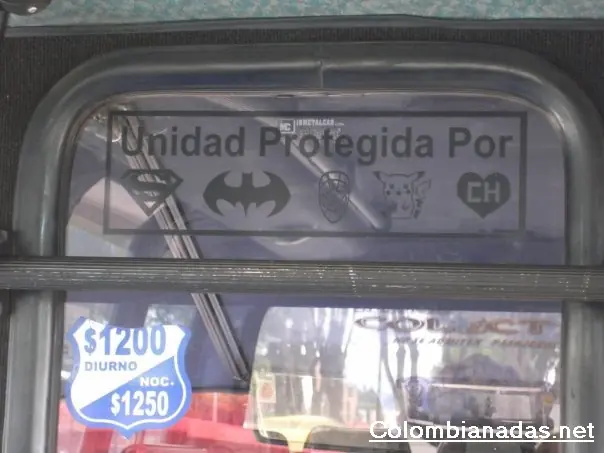 Unidad Protegida Por
CH
$1200
DIURNO
NOC.
$1250
Colombianadas.net